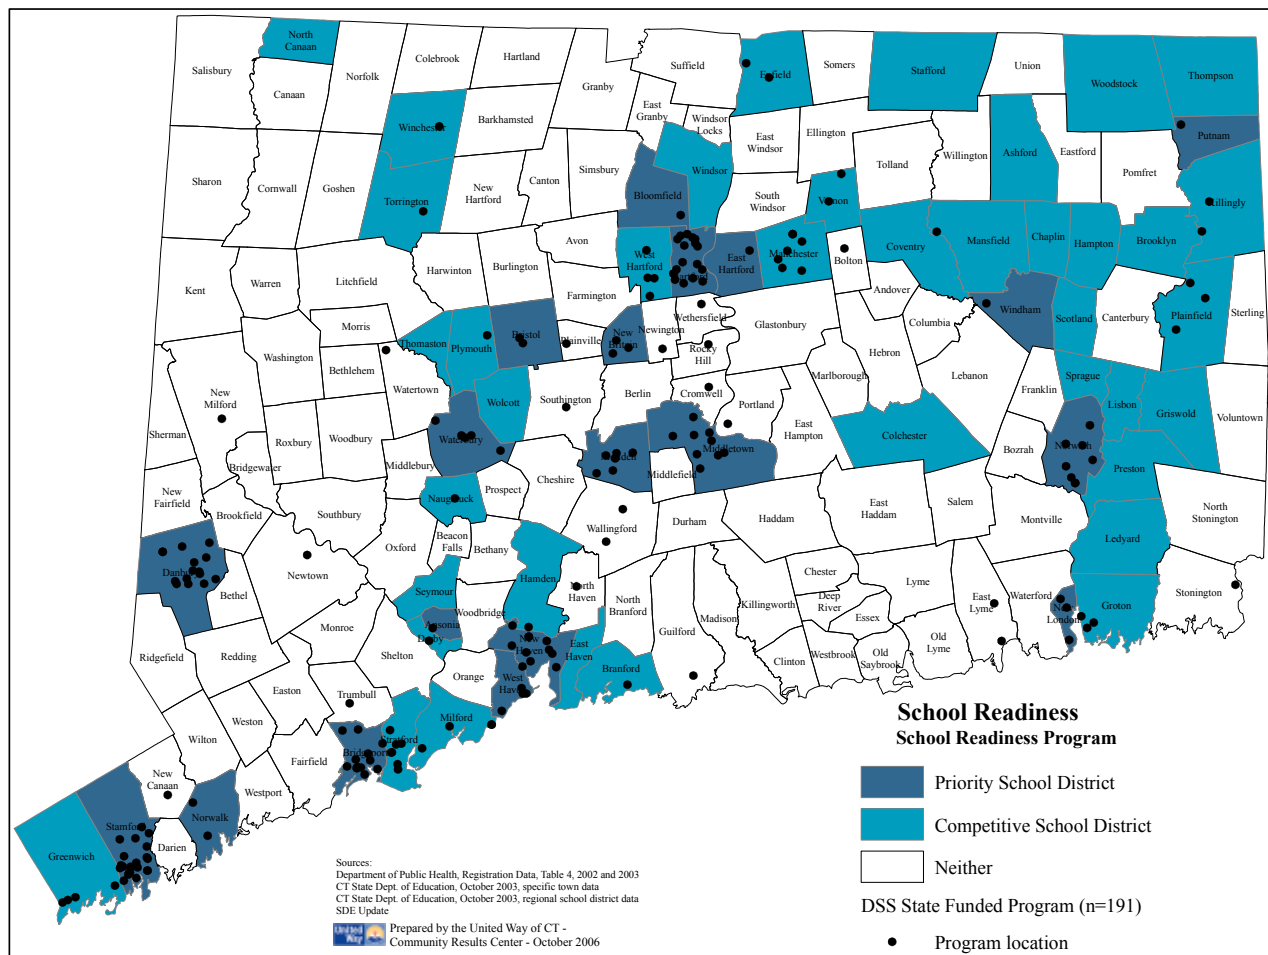 North
Canaan
Salisbury
Canaan
Norfolk
Colebrook
Hartland
Granby
Suffield
East
Granby
Windsor
Locks
Enfield
Somers
Stafford
Union
Woodstock
Thompson
Winchester
Barkhamsted
East
Windsor
Ellington
Tolland
Willington
Ashford
Eastford
Pomfret
Putnam
Sharon
Cornwall
Goshen
Torrington
New
Hartford
Canton
Simsbury
Bloomfield
Windsor
South
Windsor
Vernon
Killingly
Kent
Warren
Litchfield
Harwinton
Burlington
Avon
Farmington
West
Hartford
Hartford
East
Hartford
Manchester
Bolton
Coventry
Mansfield
Chaplin
Hampton
Brooklyn
Andover
Columbia
Windham
Scotland
Canterbury
Plainfield
Sterling
Morris
Washington
Bethlehem
Watertown
Thomaston
Plymouth
Bristol
Plainville
New
Britain
Newington
Wethersfield
Rocky
Hill
Glastonbury
Hebron
Marlborough
Lebanon
Franklin
Sprague
Lisbon
Griswold
Voluntown
New
Milford
Sherman
Roxbury
Woodbury
Bridgewater
Wolcott
Waterbury
Southington
Berlin
Cromwell
Portland
East
Hampton
Colchester
Bozrah
Norwich
Preston
Middlebury
Naugatuck
Prospect
Cheshire
Meriden
Middlefield
Middletown
New
Fairfield
Brookfield
Southbury
Oxford
Beacon
Falls
Bethany
Wallingford
Durham
Haddam
East
Haddam
Salem
Montville
Ledyard
North
Stonington
Danbury
Bethel
Newtown
Seymour
Ansonia
Derby
Woodbridge
Hamden
North
Haven
North
Branford
Guilford
Madison
Killingworth
Chester
Deep
River
Essex
Lyme
East
Lyme
Waterford
New
London
Groton
Stonington
Ridgefield
Redding
Monroe
Shelton
Orange
New
Haven
West
Haven
East
Haven
Branford
Clinton
Westbrook
Old
Saybrook
Old
Lyme
Easton
Trumbull
Weston
Wilton
Fairfield
Bridgeport
Stratford
Milford
New
Canaan
Westport
Norwalk
Stamford
Darien
Greenwich
School Readiness
School Readiness Program
Priority School District
Competitive School District
Neither
DSS State Funded Program (n=191)
Program location
Sources:
Department of Public Health, Registration Data, Table 4, 2002 and 2003
CT State Dept. of Education, October 2003, specific town data
CT State Dept. of Education, October 2003, regional school district data
SDE Update
United
Way
Prepared by the United Way of CT -
Community Results Center - October 2006